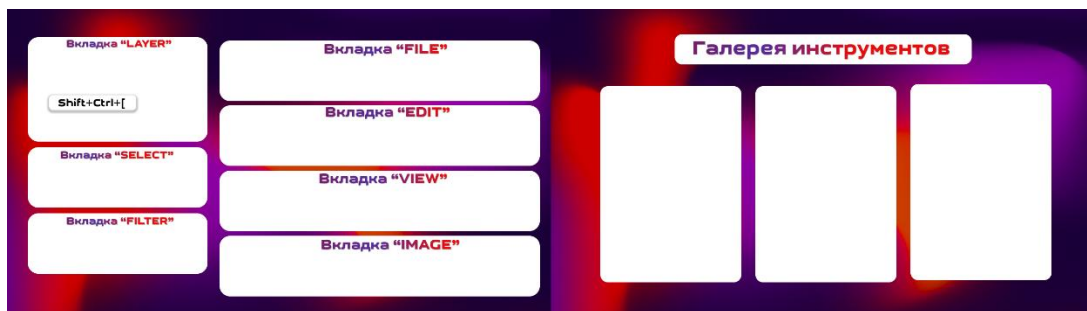 Вкладка “LAYER”
Shift+Ctrl+[
Вкладка “SELECT”
Вкладка “FILTER”
Вкладка “FILE”
Вкладка “EDIT”
Вкладка “VIEW”
Вкладка “IMAGE”
Галерея инструментов